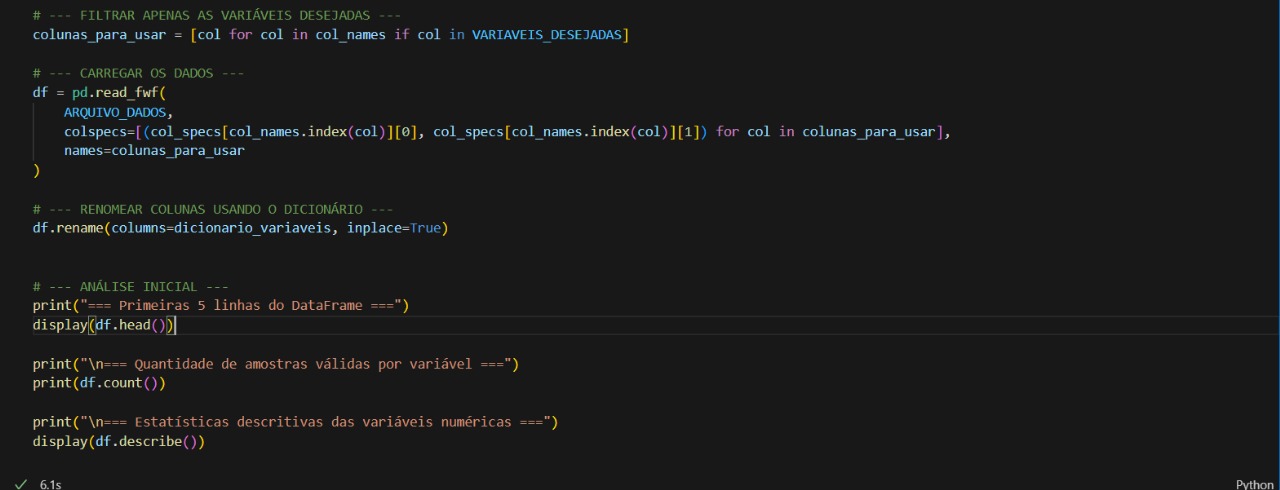 # --- FILTRAR APENAS AS VARIÁVEIS DESEJADAS ---
colunas_para_usar = [col for col in col_names if col in VARIAVEIS_DESEJADAS]
# --- CARREGAR OS DADOS ---
df = pd.read_fwf(
    ARQUIVO_DADOS,
    colspecs=[(col_specs[col_names.index(col)][0], col_specs[col_names.index(col)][1]) for col in colunas_para_usar],
    names=colunas_para_usar
)
# --- RENOMEAR COLUNAS USANDO O DICIONÁRIO ---
df.rename(columns=dicionario_variaveis, inplace=True)
# --- ANÁLISE INICIAL ---
print("=== Primeiras 5 linhas do DataFrame ===")
display(df.head())
print("\n=== Quantidade de amostras válidas por variável ===")
print(df.count())
print("\n=== Estatísticas descritivas das variáveis numéricas ===")
display(df.describe())
6.1s Python